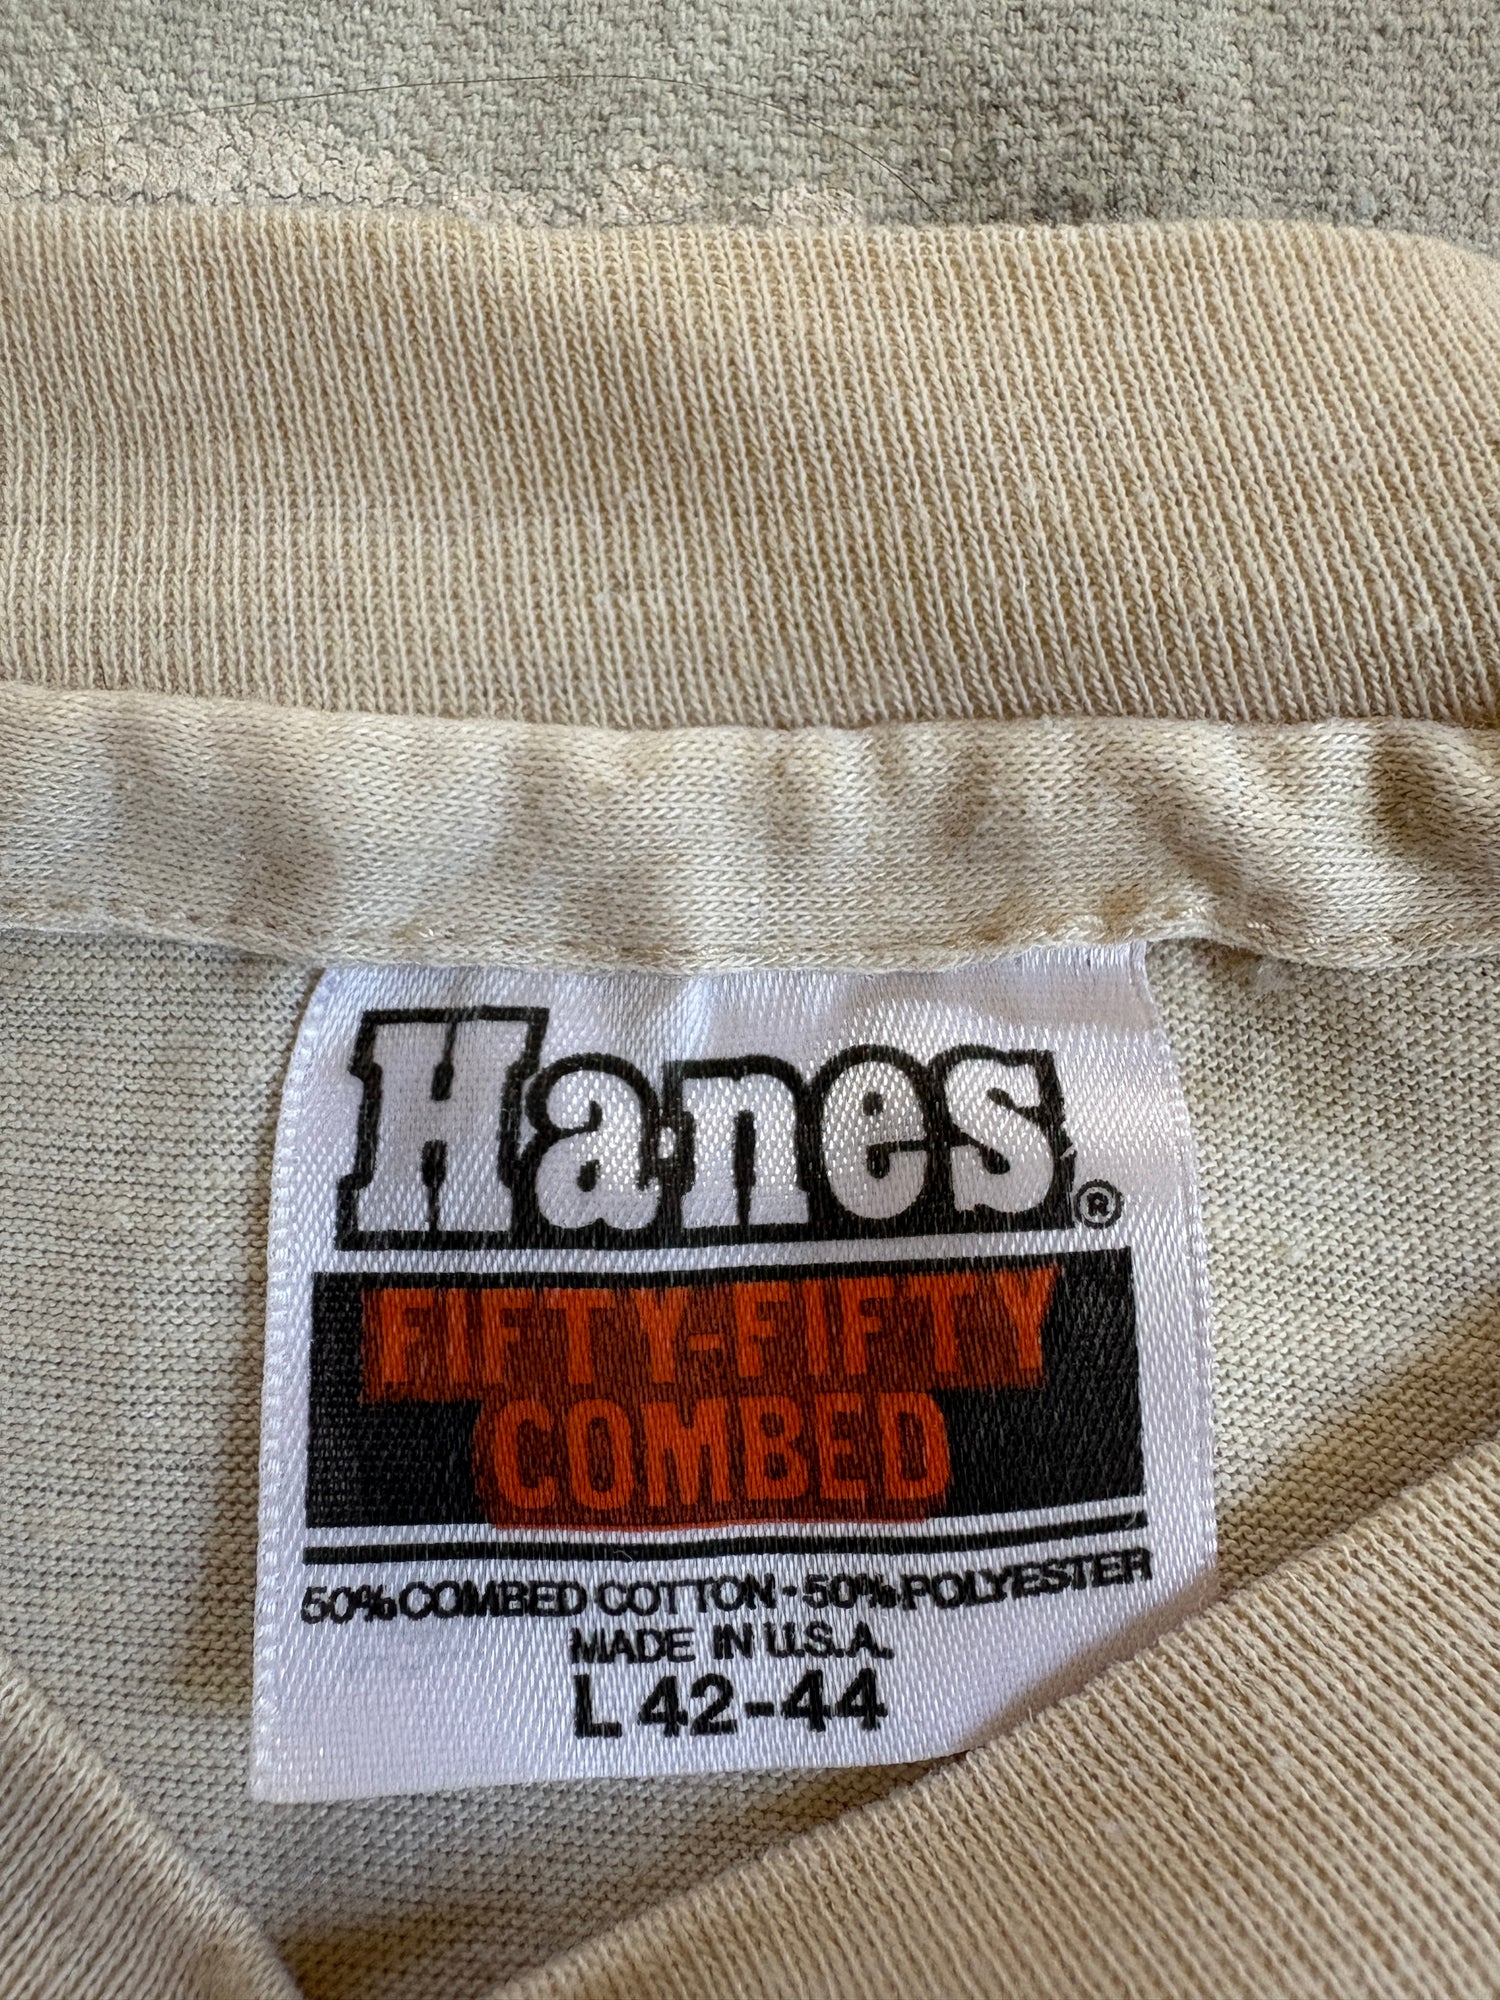 Hanes®
FIFTY-FIFTY
COMBED
50% COMBED COTTON - 50% POLYESTER
MADE IN U.S.A.
L 42-44